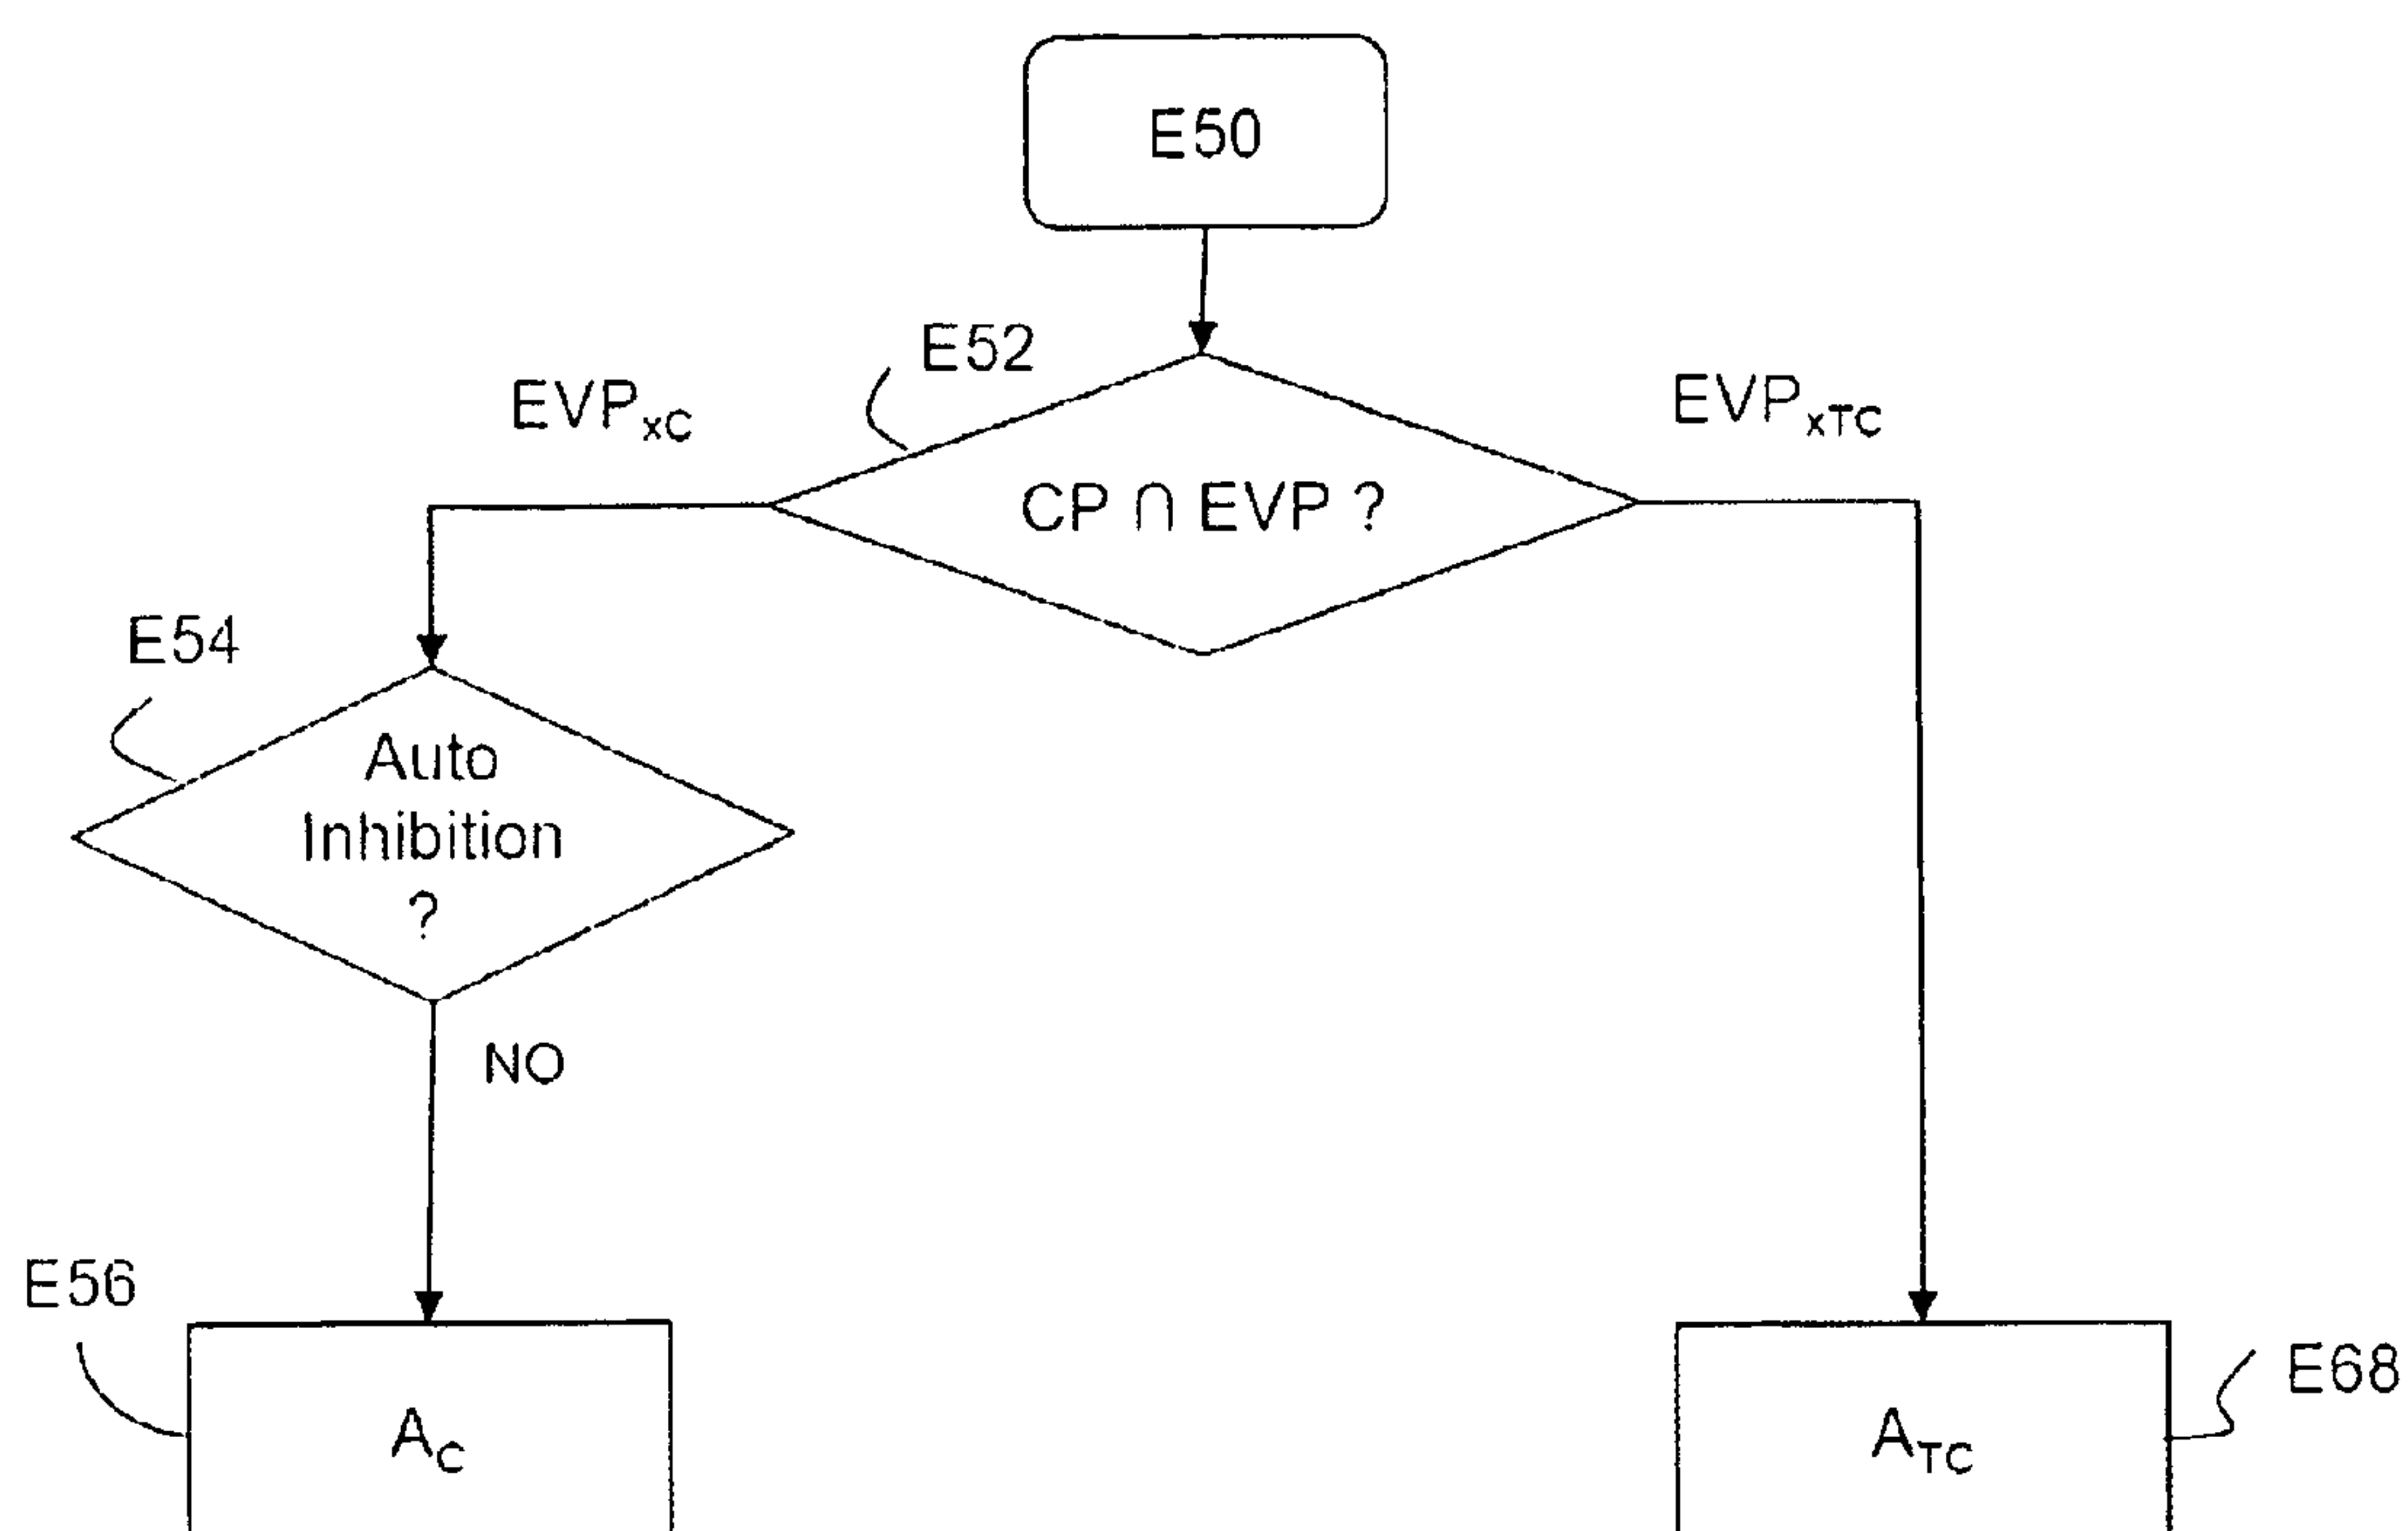 E50
E52
EVPxC
EVPxTC
CP ∩ EVP ?
E54
Auto
Inhibition
?
NO
E56
E68
AC
ATC